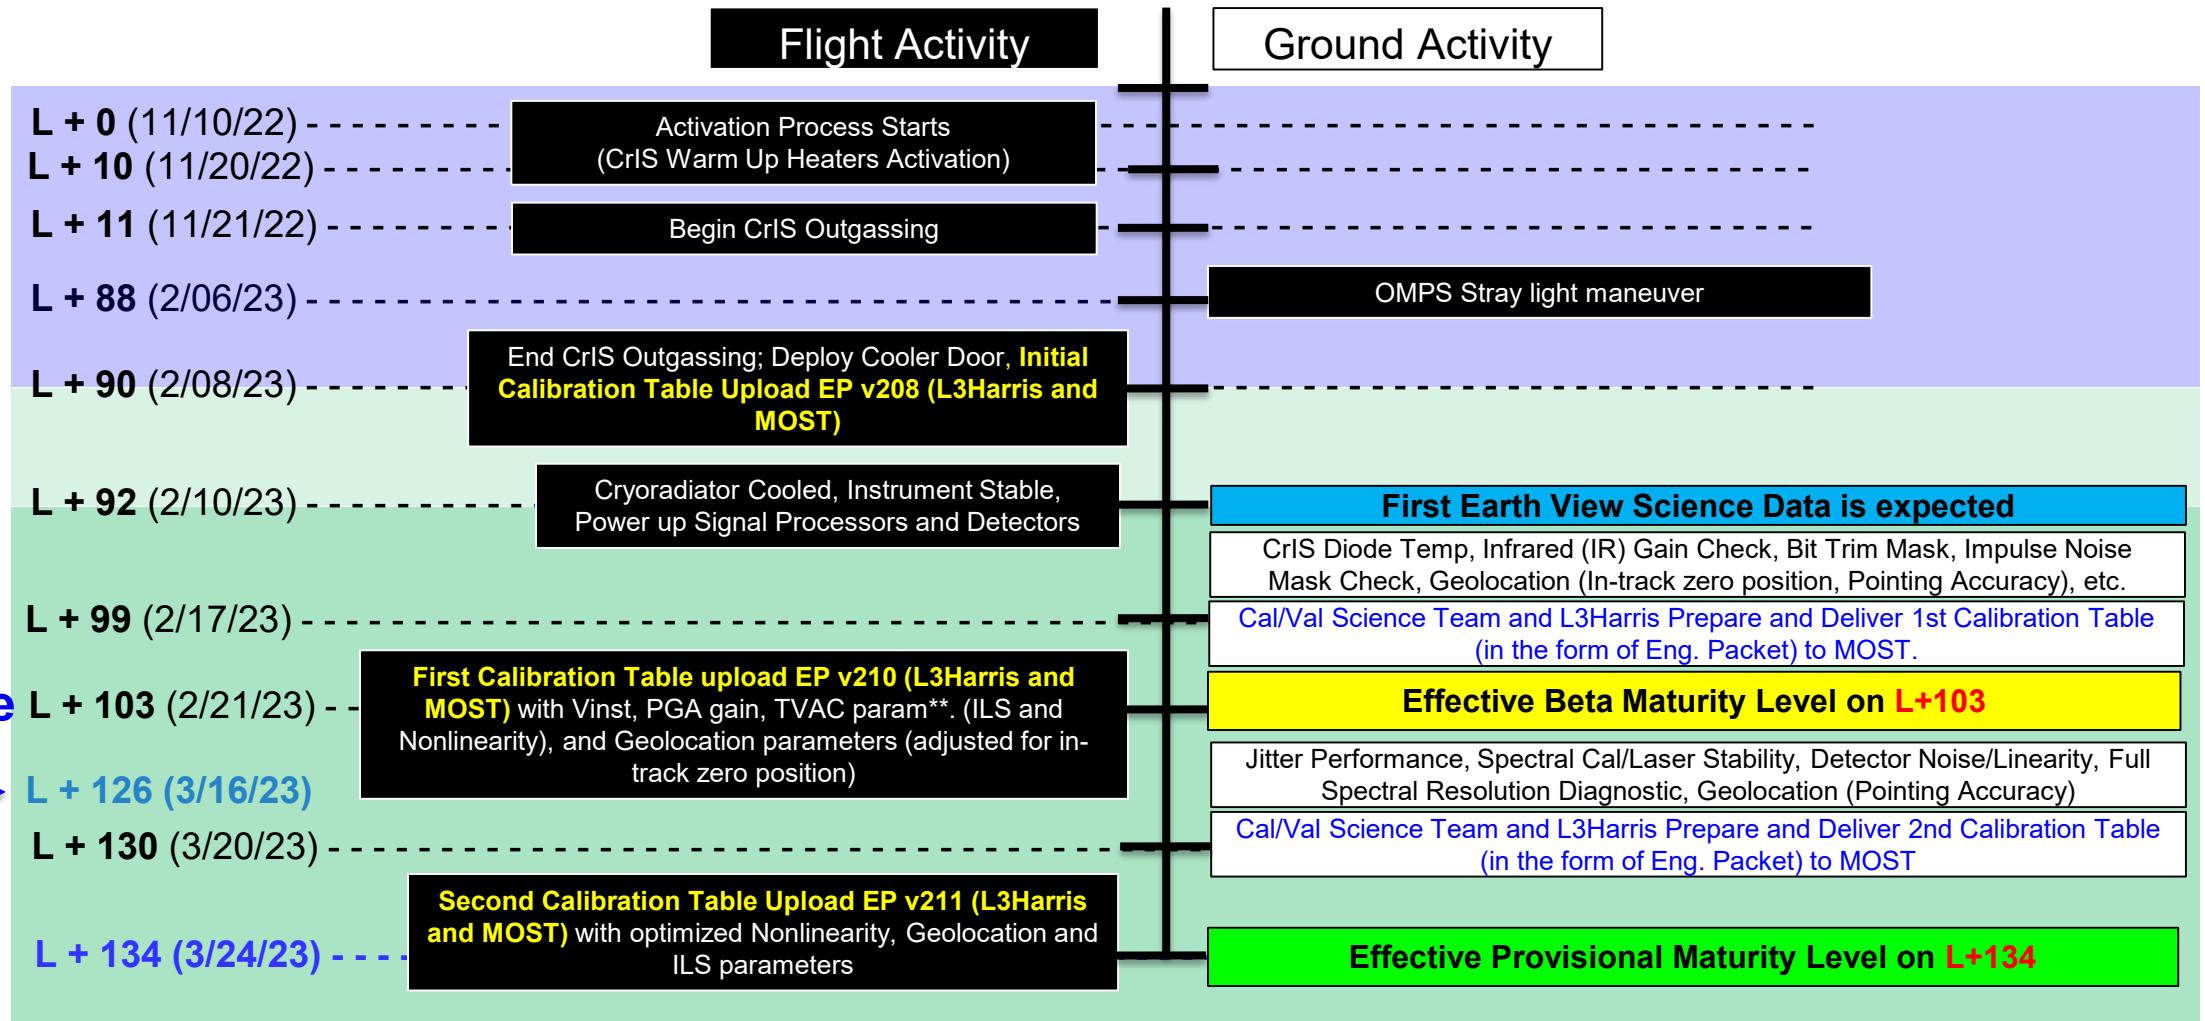 Flight Activity
Ground Activity
L + 0 (11/10/22)
Activation Process Starts
(CrIS Warm Up Heaters Activation)
L + 10 (11/20/22)
L + 11 (11/21/22)
Begin CrIS Outgassing
L + 88 (2/06/23)
OMPS Stray light maneuver
L + 90 (2/08/23)
End CrIS Outgassing; Deploy Cooler Door, Initial
Calibration Table Upload EP v208 (L3Harris and
MOST)
L + 92 (2/10/23)
Cryoradiator Cooled, Instrument Stable,
Power up Signal Processors and Detectors
First Earth View Science Data is expected
CrIS Diode Temp, Infrared (IR) Gain Check, Bit Trim Mask, Impulse Noise
Mask Check, Geolocation (In-track zero position, Pointing Accuracy), etc.
L + 99 (2/17/23)
Cal/Val Science Team and L3Harris Prepare and Deliver 1st Calibration Table
(in the form of Eng. Packet) to MOST.
e L + 103 (2/21/23)
First Calibration Table upload EP v210 (L3Harris and
MOST) with Vinst, PGA gain, TVAC param**. (ILS and
Nonlinearity), and Geolocation parameters (adjusted for in-
track zero position)
Effective Beta Maturity Level on L+103
L + 126 (3/16/23)
Jitter Performance, Spectral Cal/Laser Stability, Detector Noise/Linearity, Full
Spectral Resolution Diagnostic, Geolocation (Pointing Accuracy)
L + 130 (3/20/23)
Cal/Val Science Team and L3Harris Prepare and Deliver 2nd Calibration Table
(in the form of Eng. Packet) to MOST
L + 134 (3/24/23)
Second Calibration Table Upload EP v211 (L3Harris
and MOST) with optimized Nonlinearity, Geolocation and
ILS parameters
Effective Provisional Maturity Level on L+134